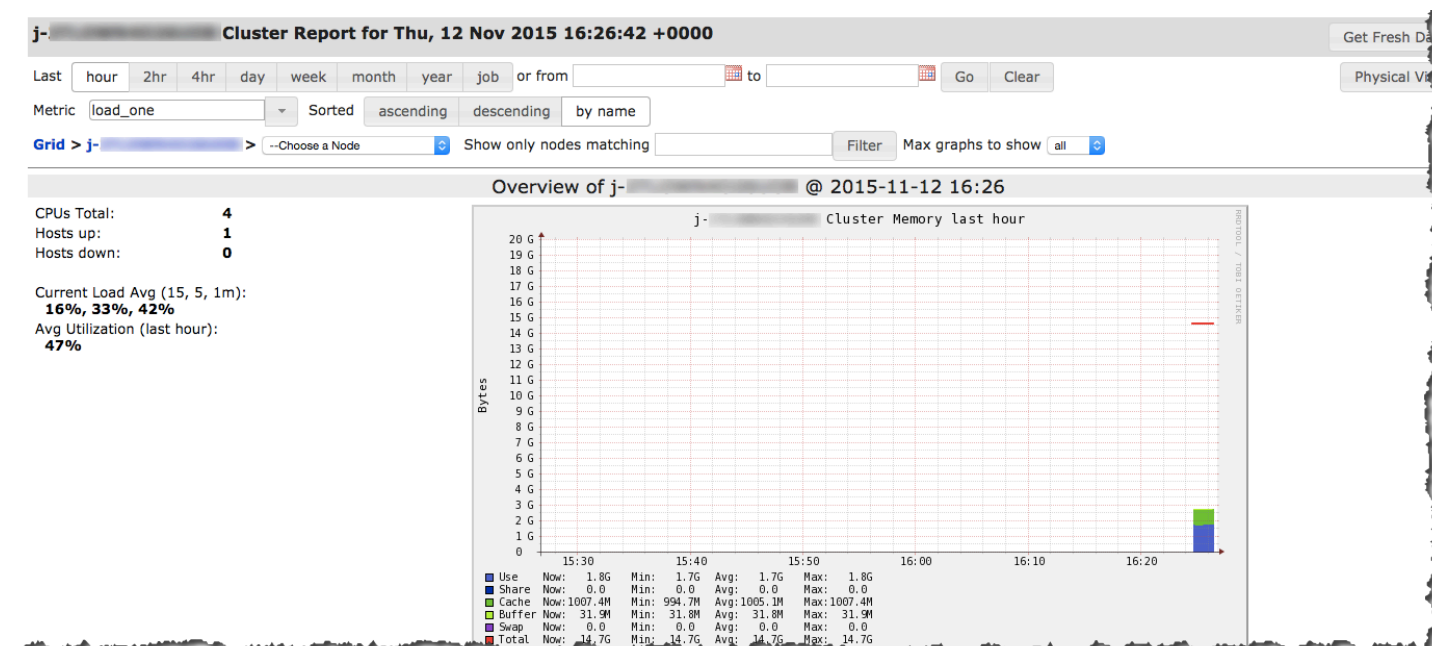 j- Cluster Report for Thu, 12 Nov 2015 16:26:42 +0000
Get Fresh
Last hour 2hr 4hr day week month year job or from to Go Clear
Physical
Metric load_one Sorted ascending descending by name
Grid > j- > --Choose a Node Show only nodes matching Filter Max graphs to show all
Overview of j- @ 2015-11-12 16:26
CPUs Total: 4
Hosts up: 1
Hosts down: 0
Current Load Avg (15, 5, 1m):
16%, 33%, 42%
Avg Utilization (last hour):
47%
j- Cluster Memory last hour
RRDTOOL / TOBI OETIKER
Bytes
20 G
19 G
18 G
17 G
16 G
15 G
14 G
13 G
12 G
11 G
10 G
9 G
8 G
7 G
6 G
5 G
4 G
3 G
2 G
1 G
0
15:30 15:40 15:50 16:00 16:10 16:20
Use Now: 1.8G Min: 1.7G Avg: 1.7G Max: 1.8G
Share Now: 0.0 Min: 0.0 Avg: 0.0 Max: 0.0
Cache Now:1007.4M Min: 994.7M Avg:1005.1M Max:1007.4M
Buffer Now: 31.9M Min: 31.8M Avg: 31.8M Max: 31.9M
Swap Now: 0.0 Min: 0.0 Avg: 0.0 Max: 0.0
Total Now: 14.7G Min: 14.7G Avg: 14.7G Max: 14.7G